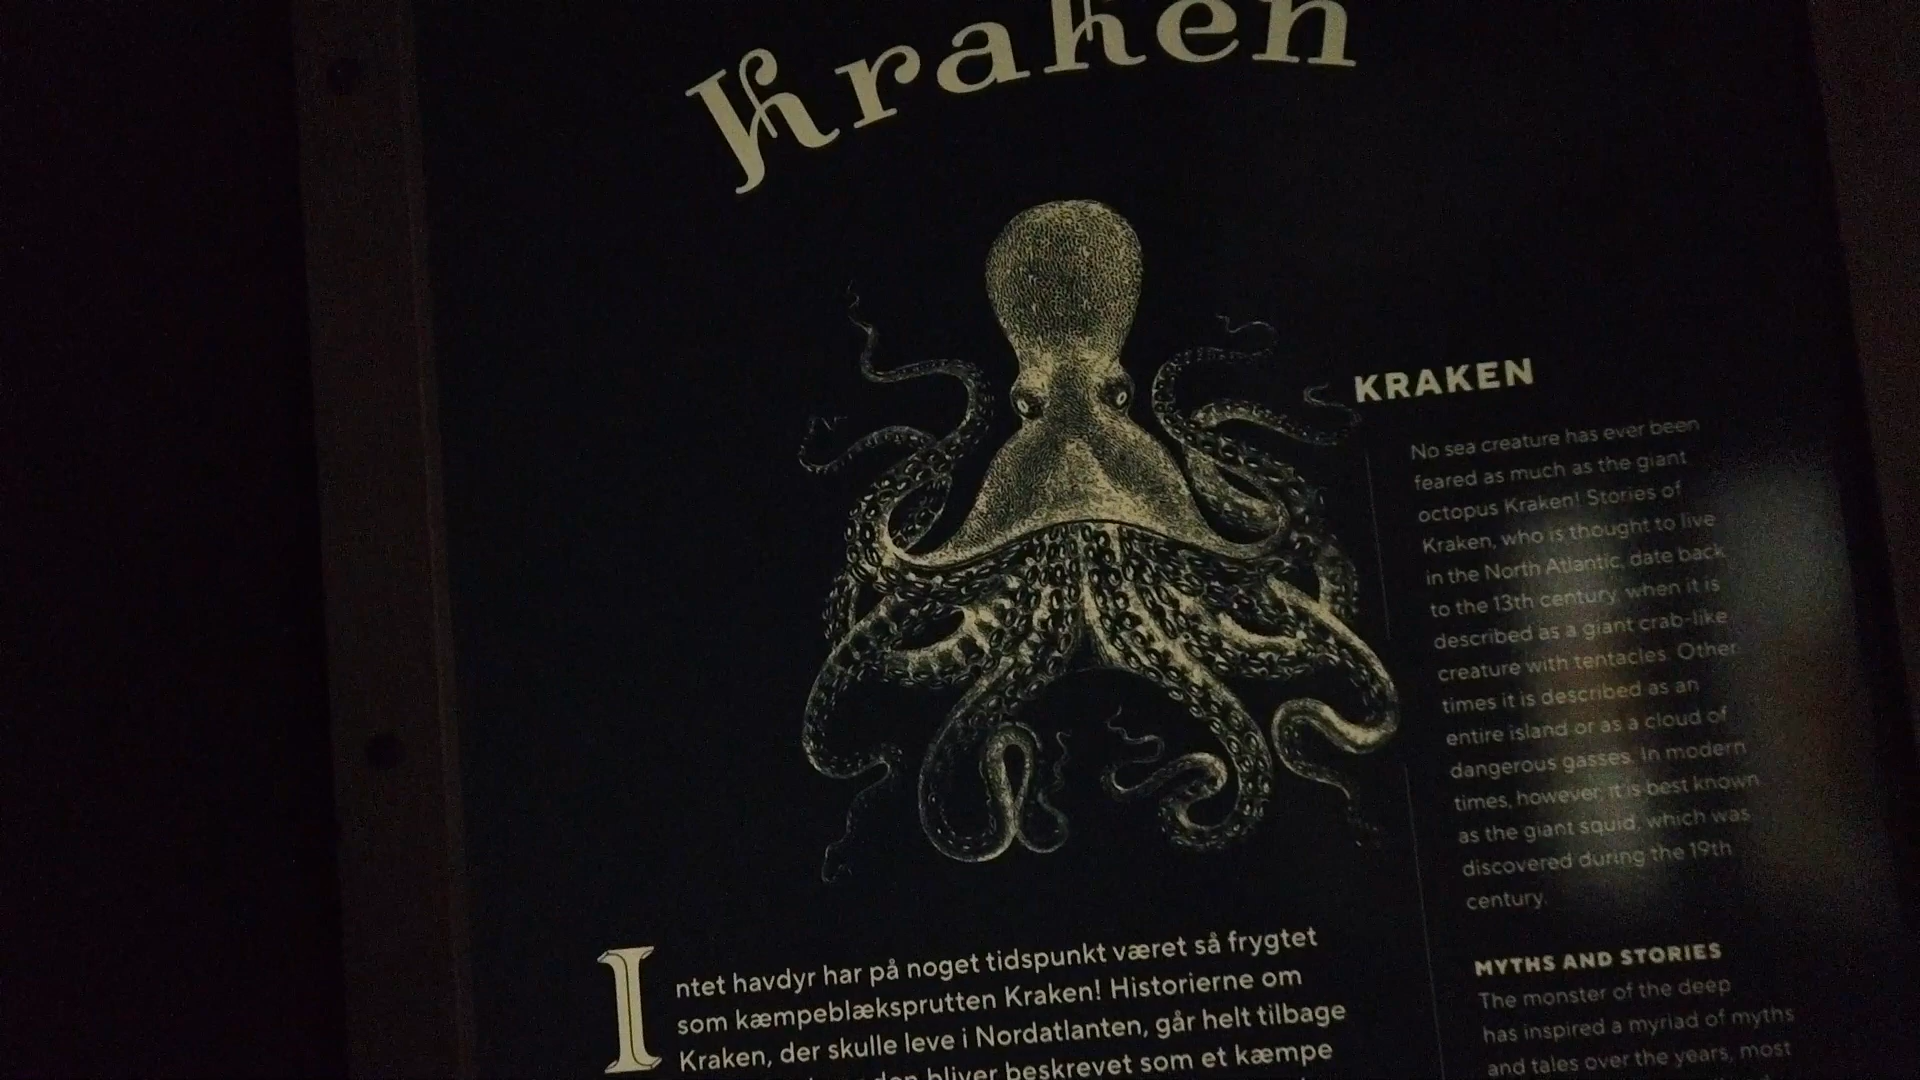 Kraken
KRAKEN
No sea creature has ever been
feared as much as the giant
octopus Kraken! Stories of
Kraken, who is thought to live
in the North Atlantic, date back
to the 13th century, when it is
described as a giant crab-like
creature with tentacles. Other
times it is described as an
entire island or as a cloud of
dangerous gasses. In modern
times, however, it is best known
as the giant squid, which was
discovered during the 19th
century.
MYTHS AND STORIES
The monster of the deep
has inspired a myriad of myths
and tales over the years, most
Intet havdyr har på noget tidspunkt været så frygtet
som kæmpeblæksprutten Kraken! Historierne om
Kraken, der skulle leve i Nordatlanten, går helt tilbage
bliver beskrevet som et kæmpe